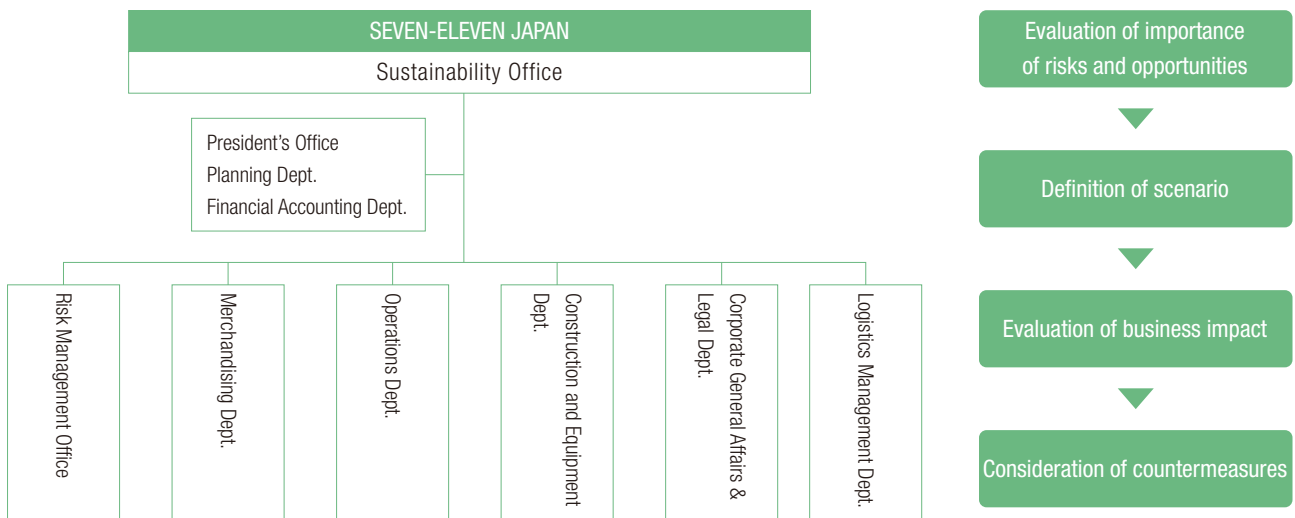 SEVEN-ELEVEN JAPAN
Sustainability Office
President's Office
Planning Dept.
Financial Accounting Dept.
Risk Management Office
Merchandising Dept.
Operations Dept.
Construction and Equipment
Dept.
Corporate General Affairs &
Legal Dept.
Logistics Management Dept.
Evaluation of importance
of risks and opportunities
Definition of scenario
Evaluation of business impact
Consideration of countermeasures